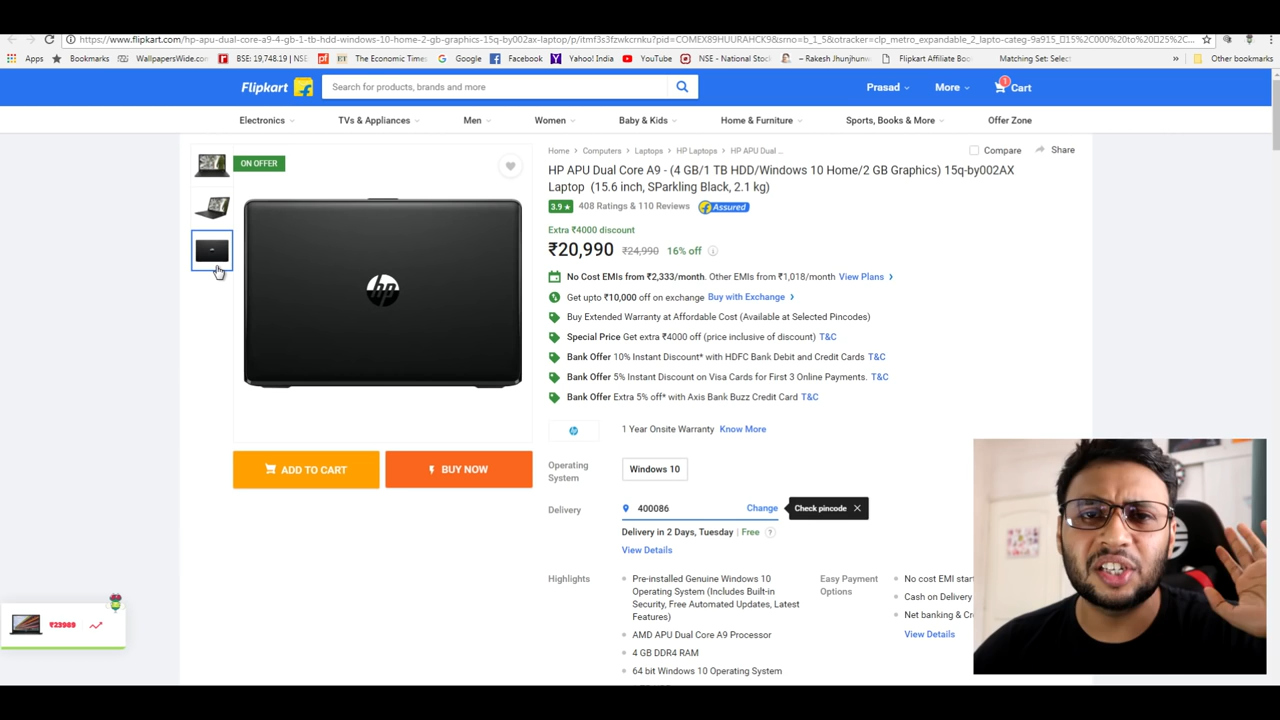 https://www.flipkart.com/hp-apu-dual-core-a9-4-gb-1-tb-hdd-windows-10-home-2-gb-graphics-15q-by002ax-laptop/p/itmf3s3fzwkcrnku?pid=COMEX89HUURAHCK9&srno=b_1_5&otracker=clp_metro_expandable_2_lapto-categ-9a915_
Apps Bookmarks WallpapersWide.com BSE: 19,748.19 | NSE ET The Economic Times Google Facebook Yahoo! India YouTube NSE - National Stock Rakesh Jhunjhunw Flipkart Affiliate Boo Matching Set: Selec » Other bookmarks
Flipkart Search for products, brands and more Prasad More 1 Cart
Electronics TVs & Appliances Men Women Baby & Kids Home & Furniture Sports, Books & More Offer Zone
Home > Computers > Laptops > HP Laptops > HP APU Dual ... Compare Share
ON OFFER
HP APU Dual Core A9 - (4 GB/1 TB HDD/Windows 10 Home/2 GB Graphics) 15q-by002AX
Laptop (15.6 inch, SParkling Black, 2.1 kg)
3.9 ★ 408 Ratings & 110 Reviews Assured
Extra ₹4000 discount
₹20,990 ₹24,990 16% off
No Cost EMIs from ₹2,333/month. Other EMIs from ₹1,018/month View Plans >
Get upto ₹10,000 off on exchange Buy with Exchange >
Buy Extended Warranty at Affordable Cost (Available at Selected Pincodes)
Special Price Get extra ₹4000 off (price inclusive of discount) T&C
Bank Offer 10% Instant Discount* with HDFC Bank Debit and Credit Cards T&C
Bank Offer 5% Instant Discount on Visa Cards for First 3 Online Payments. T&C
Bank Offer Extra 5% off* with Axis Bank Buzz Credit Card T&C
hp
hp 1 Year Onsite Warranty Know More
ADD TO CART BUY NOW
Operating
System
Windows 10
Delivery 400086 Change Check pincode ×
Delivery in 2 Days, Tuesday | Free ?
View Details
Highlights
Pre-installed Genuine Windows 10
Operating System (Includes Built-in
Security, Free Automated Updates, Latest
Features)
AMD APU Dual Core A9 Processor
4 GB DDR4 RAM
64 bit Windows 10 Operating System
Easy Payment
Options
No cost EMI star
Cash on Delivery
Net banking & Cre
View Details
₹23989